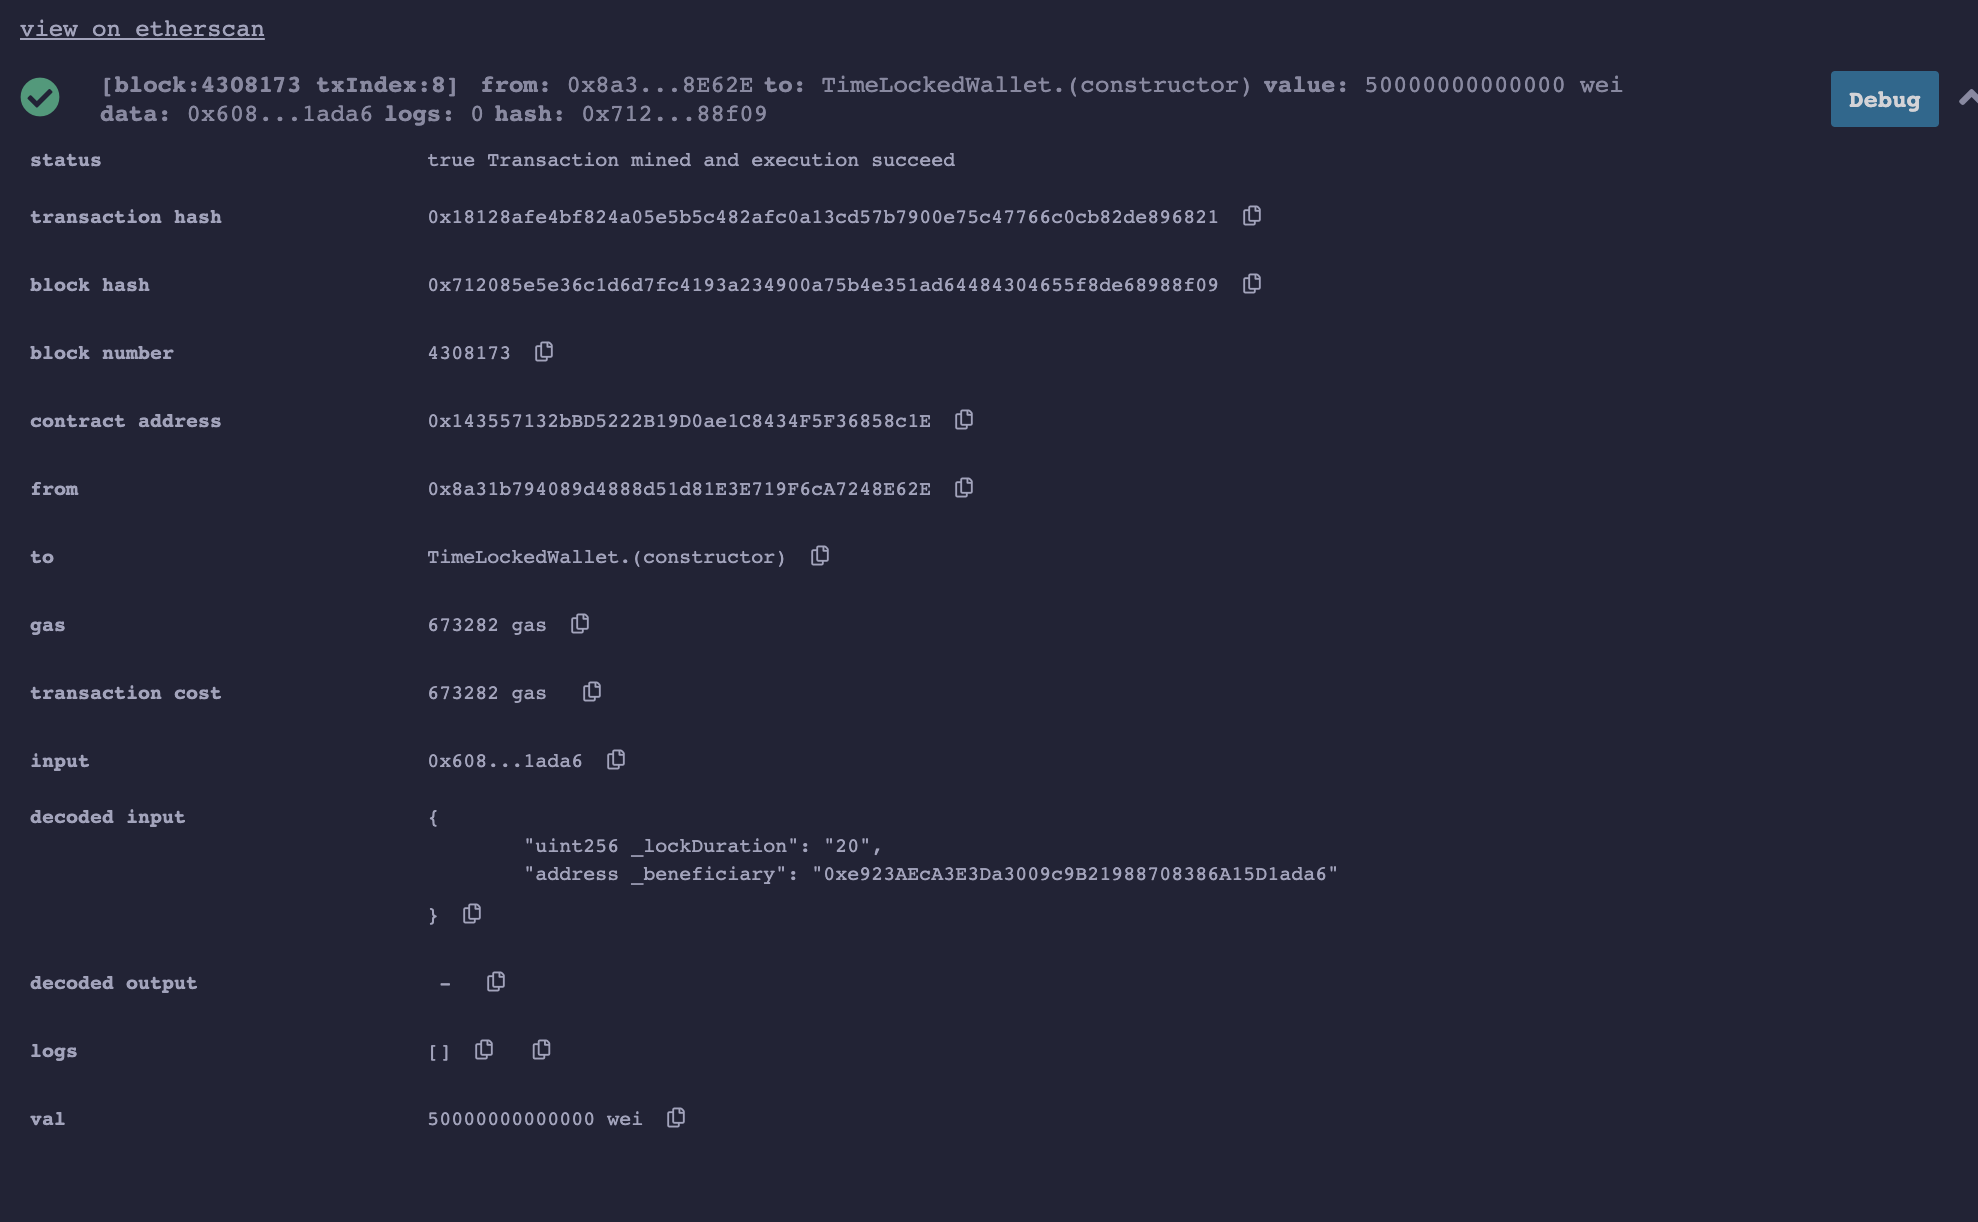 view on etherscan
[block:4308173 txIndex:8] from: 0x8a3...8E62E to: TimeLockedWallet.(constructor) value: 50000000000000 wei
data: 0x608...1ada6 logs: 0 hash: 0x712...88f09
Debug
status true Transaction mined and execution succeed
transaction hash 0x18128afe4bf824a05e5b5c482afc0a13cd57b7900e75c47766c0cb82de896821
block hash 0x712085e5e36c1d6d7fc4193a234900a75b4e351ad64484304655f8de68988f09
block number 4308173
contract address 0x143557132bBD5222B19D0ae1C8434F5F36858c1E
from 0x8a31b794089d4888d51d81E3E719F6cA7248E62E
to TimeLockedWallet.(constructor)
gas 673282 gas
transaction cost 673282 gas
input 0x608...1ada6
decoded input {
"uint256 _lockDuration": "20",
"address _beneficiary": "0xe923AEcA3E3Da3009c9B21988708386A15D1ada6"
}
decoded output -
logs []
val 50000000000000 wei